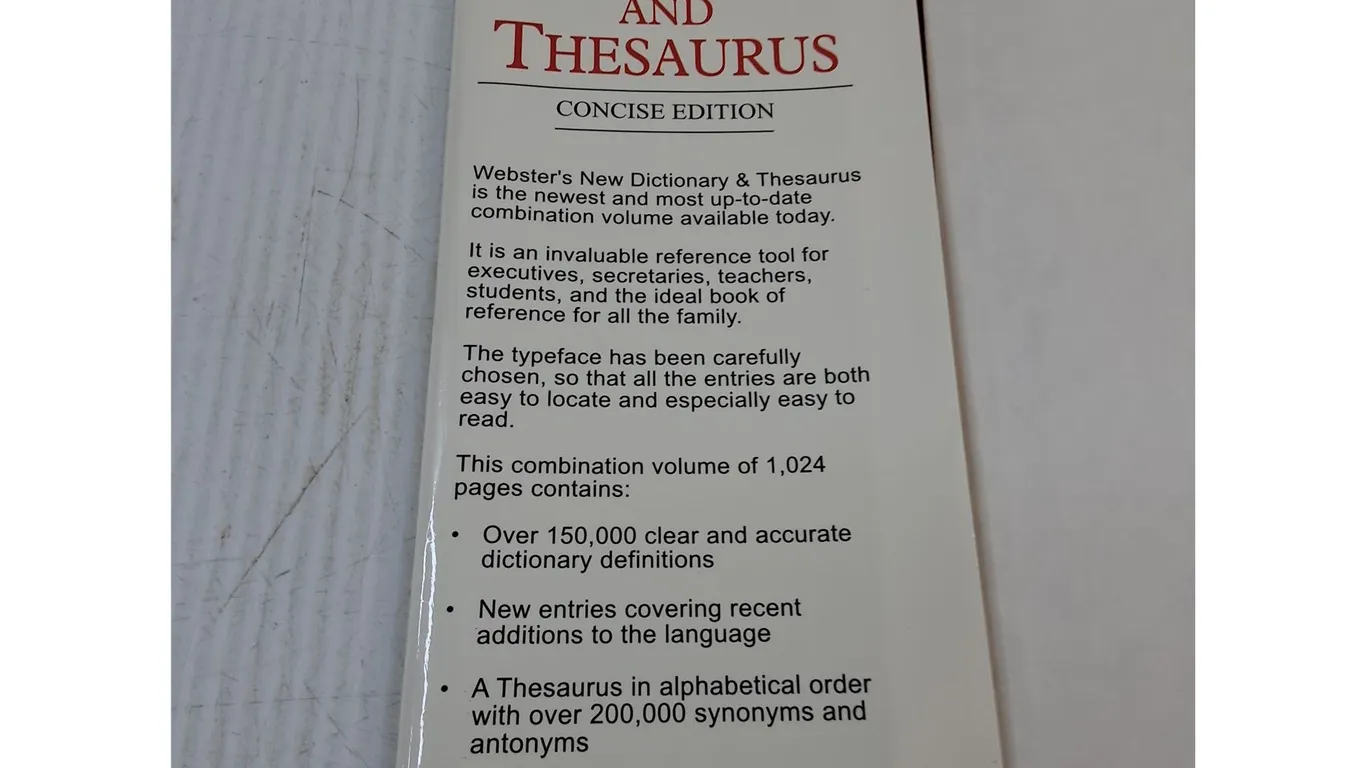 AND
THESAURUS
CONCISE EDITION
Webster's New Dictionary & Thesaurus
is the newest and most up-to-date
combination volume available today.
It is an invaluable reference tool for
executives, secretaries, teachers,
students, and the ideal book of
reference for all the family.
The typeface has been carefully
chosen, so that all the entries are both
easy to locate and especially easy to
read.
This combination volume of 1,024
pages contains:
• Over 150,000 clear and accurate
dictionary definitions
• New entries covering recent
additions to the language
• A Thesaurus in alphabetical order
with over 200,000 synonyms and
antonyms